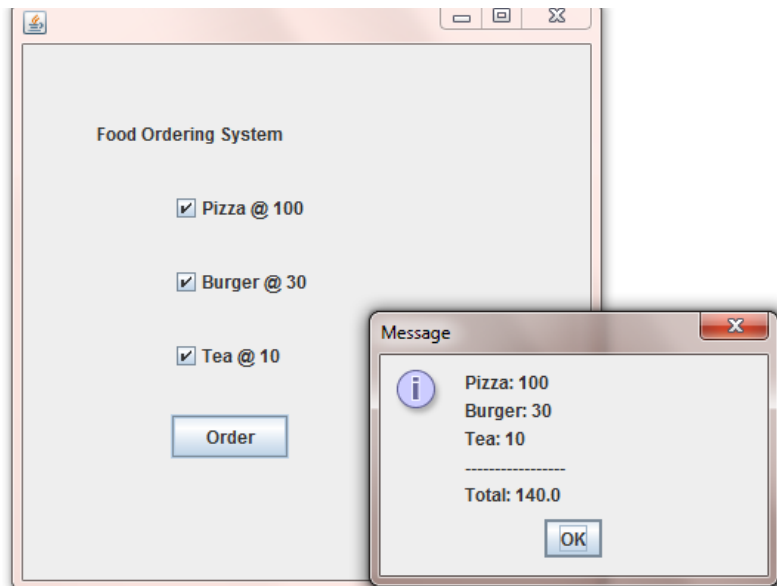 Food Ordering System
Pizza @ 100
Burger @ 30
Tea @ 10
Order
Message
Pizza: 100
Burger: 30
Tea: 10
-----------------
Total: 140.0
OK